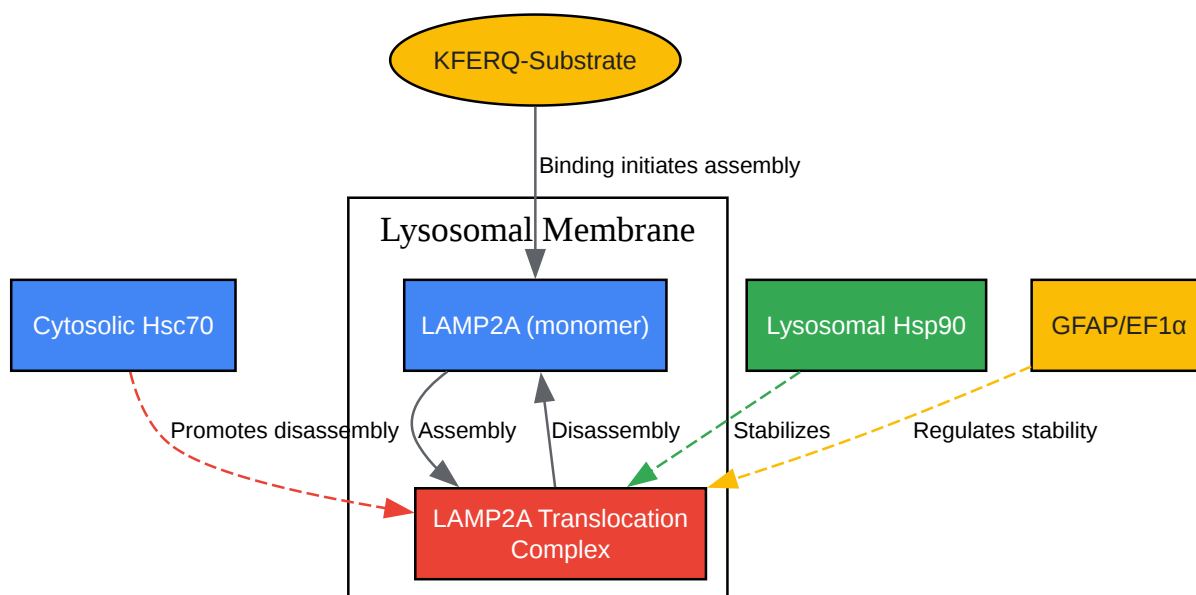 KFERQ-Substrate
Binding initiates assembly
Lysosomal Membrane
Cytosolic Hsc70
LAMP2A (monomer)
Lysosomal Hsp90
GFAP/EF1α
Promotes disassembly
Assembly
Disassembly
Stabilizes
Regulates stability
LAMP2A Translocation
Complex